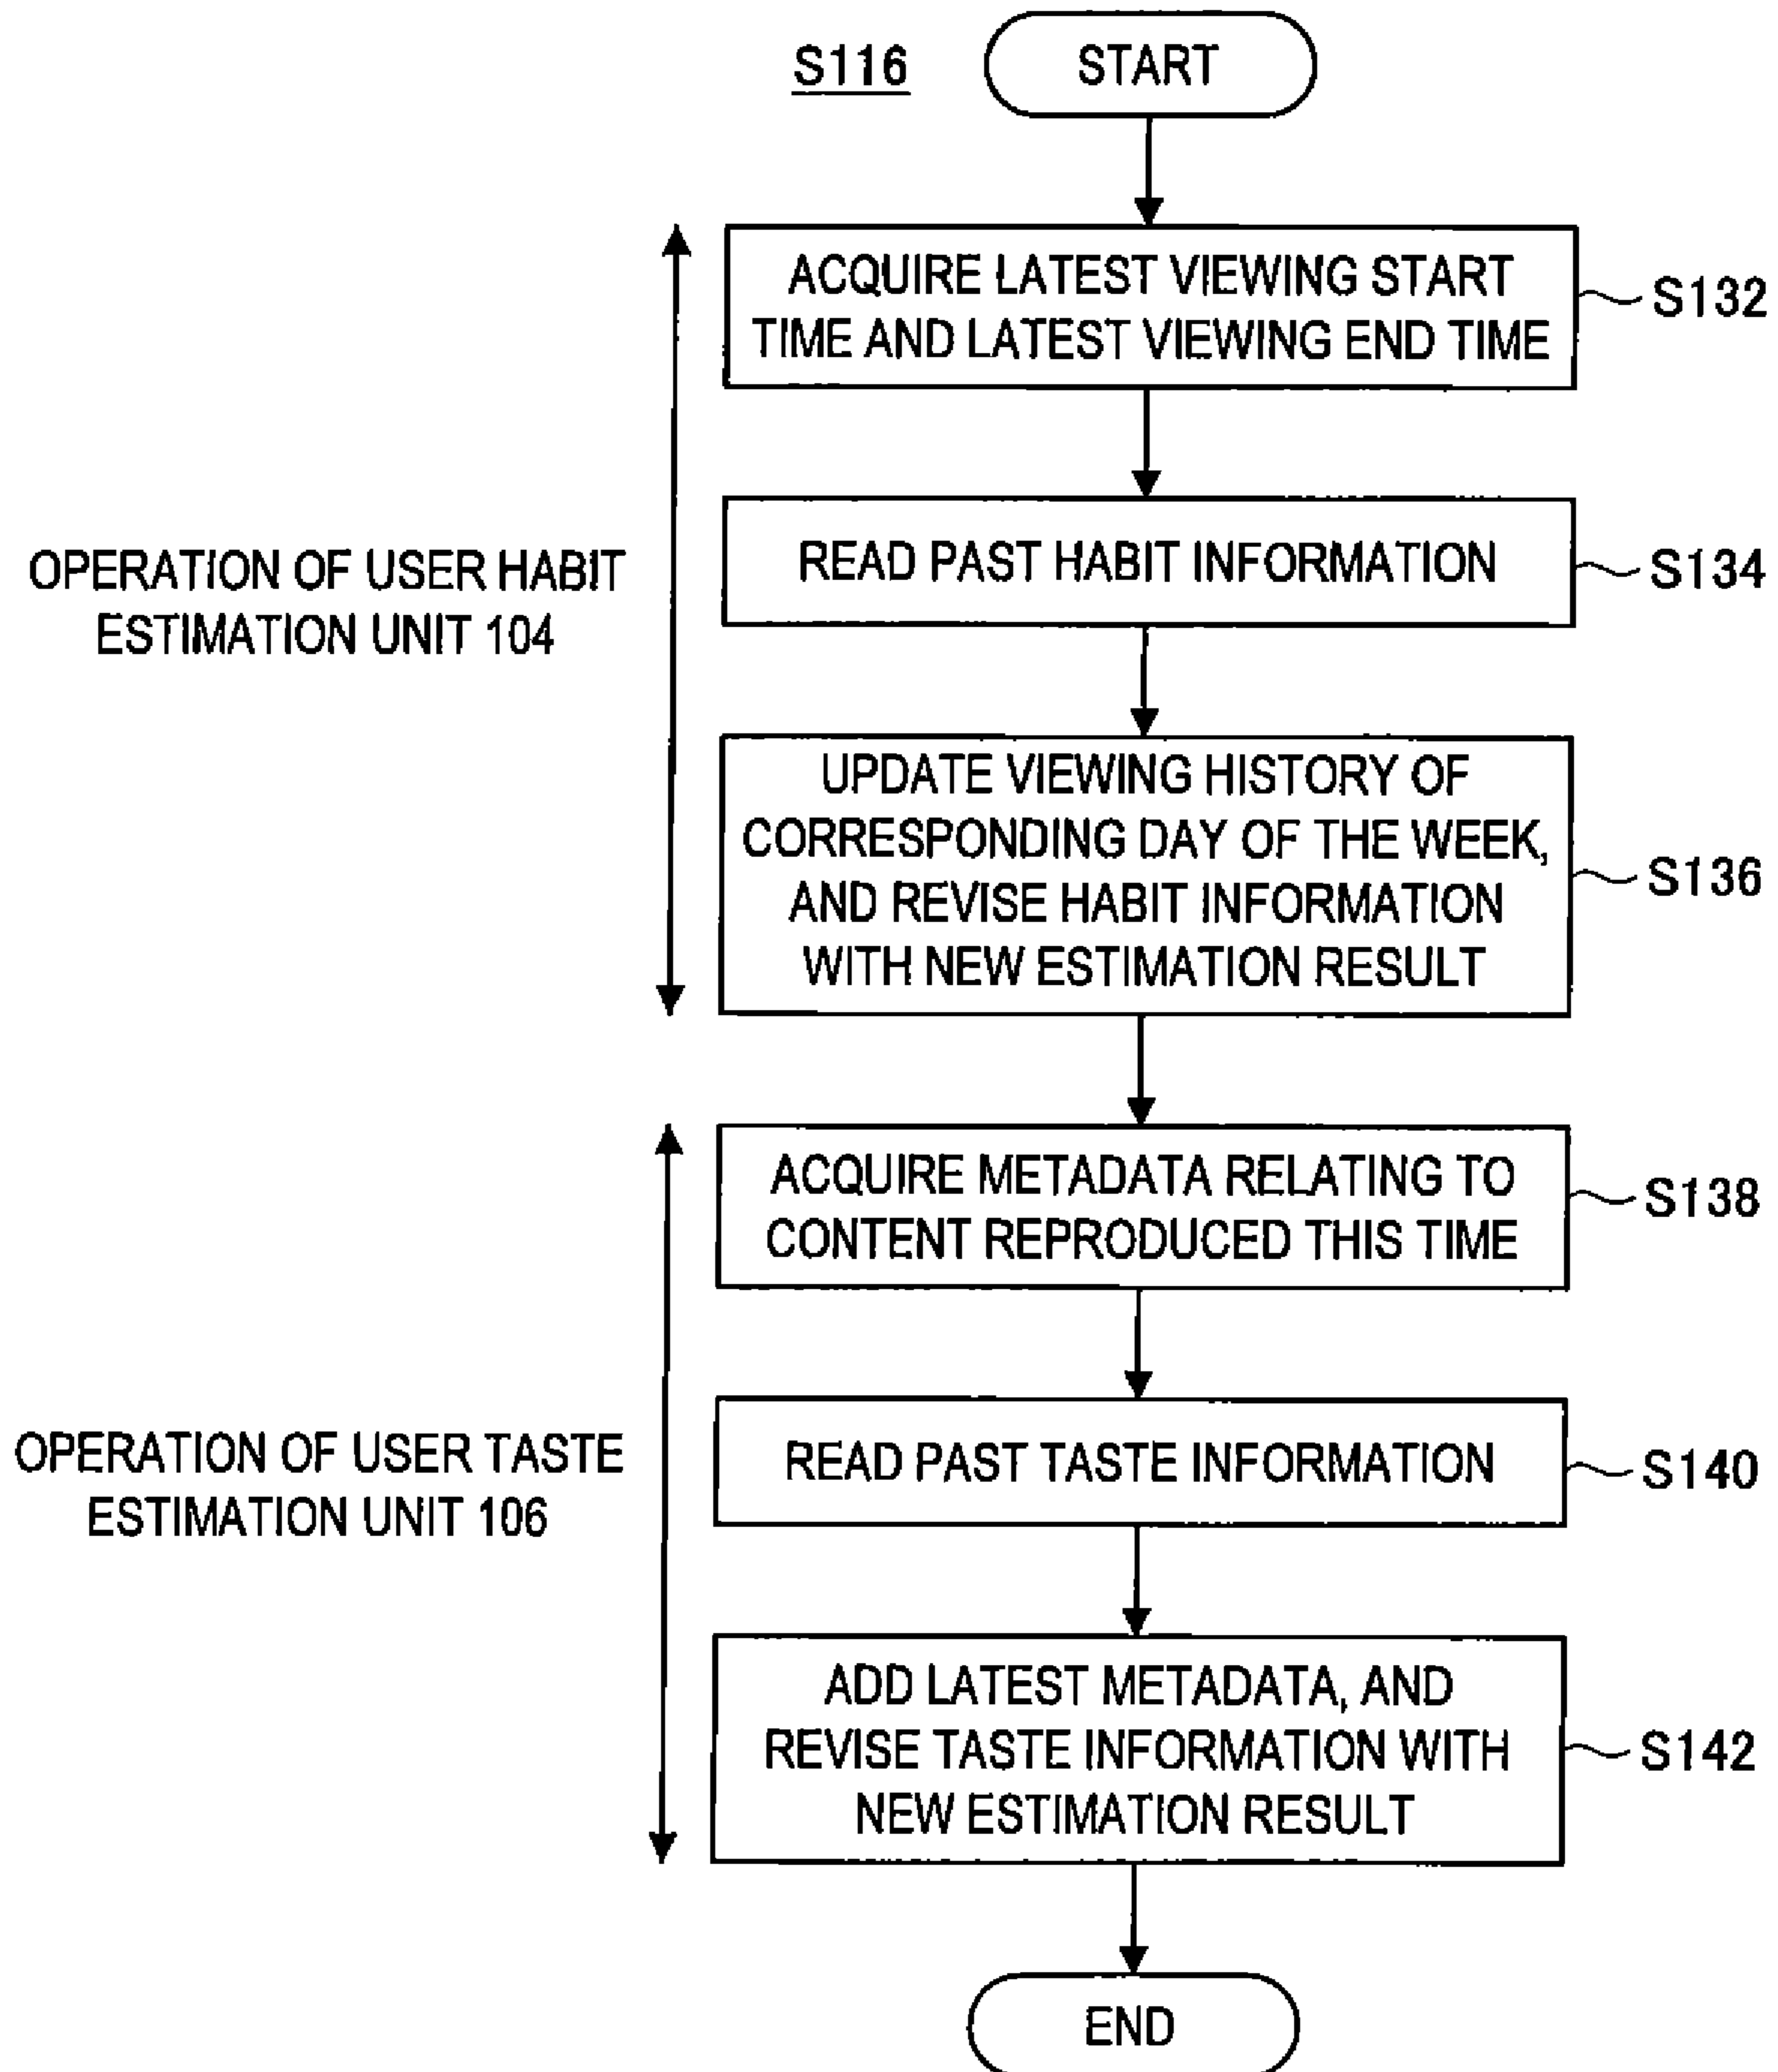 S116
START
ACQUIRE LATEST VIEWING START
TIME AND LATEST VIEWING END TIME
S132
OPERATION OF USER HABIT
ESTIMATION UNIT 104
READ PAST HABIT INFORMATION
S134
UPDATE VIEWING HISTORY OF
CORRESPONDING DAY OF THE WEEK,
AND REVISE HABIT INFORMATION
WITH NEW ESTIMATION RESULT
S136
ACQUIRE METADATA RELATING TO
CONTENT REPRODUCED THIS TIME
S138
OPERATION OF USER TASTE
ESTIMATION UNIT 106
READ PAST TASTE INFORMATION
S140
ADD LATEST METADATA, AND
REVISE TASTE INFORMATION WITH
NEW ESTIMATION RESULT
S142
END